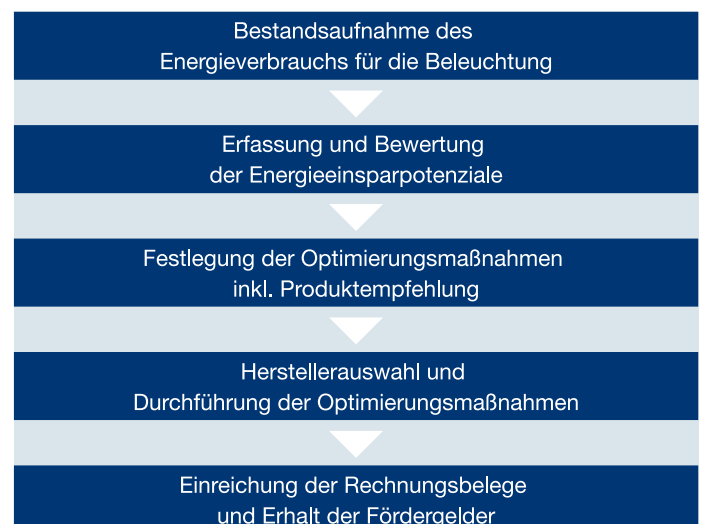 Bestandsaufnahme des
Energieverbrauchs für die Beleuchtung
Erfassung und Bewertung
der Energieeinsparpotenziale
Festlegung der Optimierungsmaßnahmen
inkl. Produktempfehlung
Herstellerauswahl und
Durchführung der Optimierungsmaßnahmen
Einreichung der Rechnungsbelege
und Erhalt der Fördergelder